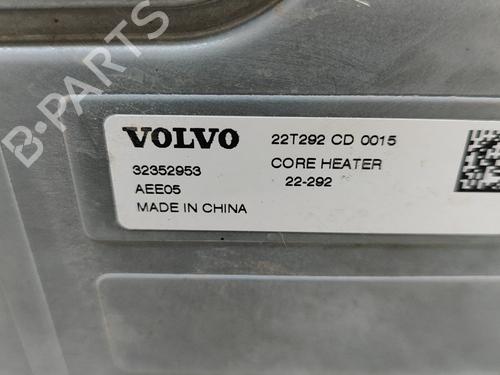 VOLVO
32352953
AEE05
MADE IN CHINA
22T292 CD 0015
CORE HEATER
22-292
B-PARTS